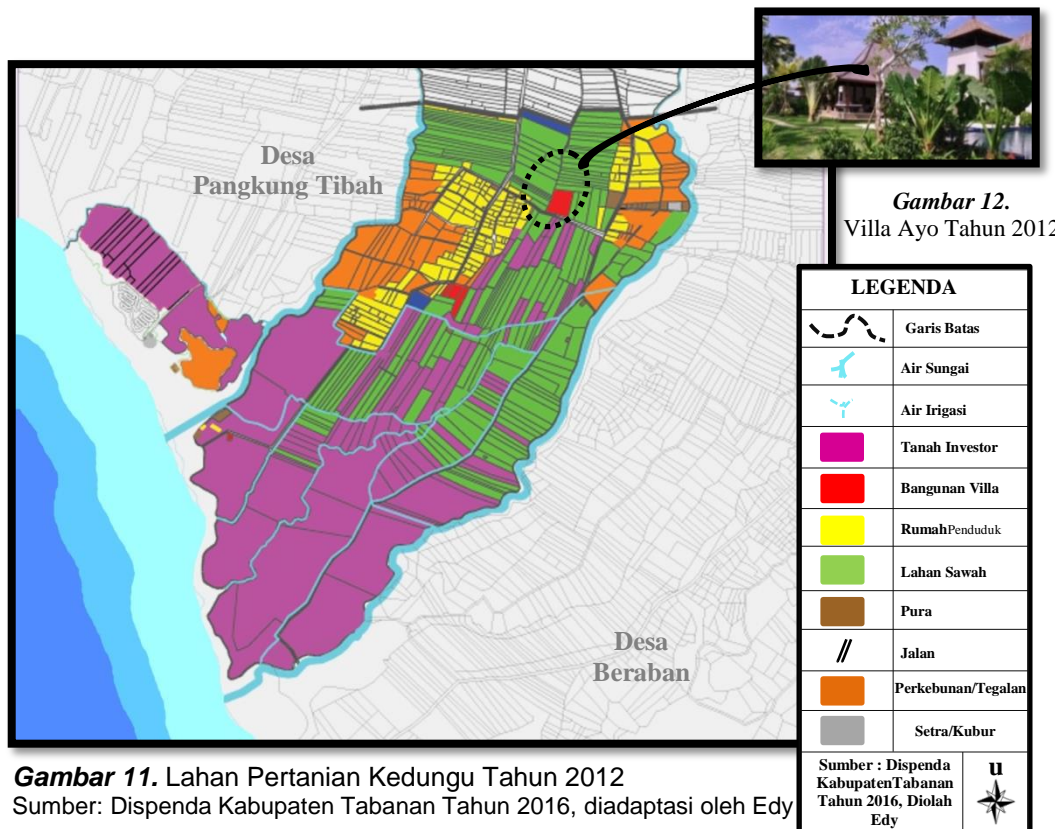 Desa
Pangkung Tibah
Gambar 12.
Villa Ayo Tahun 2012
LEGENDA
Garis Batas
Air Sungai
Air Irigasi
Tanah Investor
Bangunan Villa
RumahPenduduk
Lahan Sawah
Pura
Jalan
Perkebunan/Tegalan
Setra/Kubur
Sumber : Dispenda
KabupatenTabanan
Tahun 2016, Diolah
Edy
u
Desa
Beraban
Gambar 11. Lahan Pertanian Kedungu Tahun 2012
Sumber: Dispenda Kabupaten Tabanan Tahun 2016, diadaptasi oleh Edy